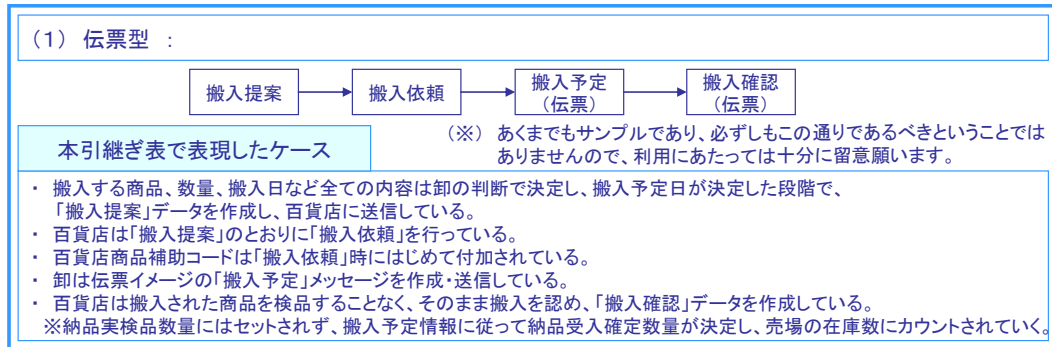 （１） 伝票型 ：
搬入提案
搬入依頼
搬入予定
（伝票）
搬入確認
（伝票）
（※） あくまでもサンプルであり、必ずしもこの通りであるべきということでは
ありませんので、利用にあたっては十分に留意願います。
本引継ぎ表で表現したケース
・ 搬入する商品、数量、搬入日など全ての内容は卸の判断で決定し、搬入予定日が決定した段階で、
「搬入提案」データを作成し、百貨店に送信している。
・ 百貨店は「搬入提案」のとおりに「搬入依頼」を行っている。
・ 百貨店商品補助コードは「搬入依頼」時にはじめて付加されている。
・ 卸は伝票イメージの「搬入予定」メッセージを作成・送信している。
・ 百貨店は搬入された商品を検品することなく、そのまま搬入を認め、「搬入確認」データを作成している。
※納品実検品数量にはセットされず、搬入予定情報に従って納品受入確定数量が決定し、売場の在庫数にカウントされていく。